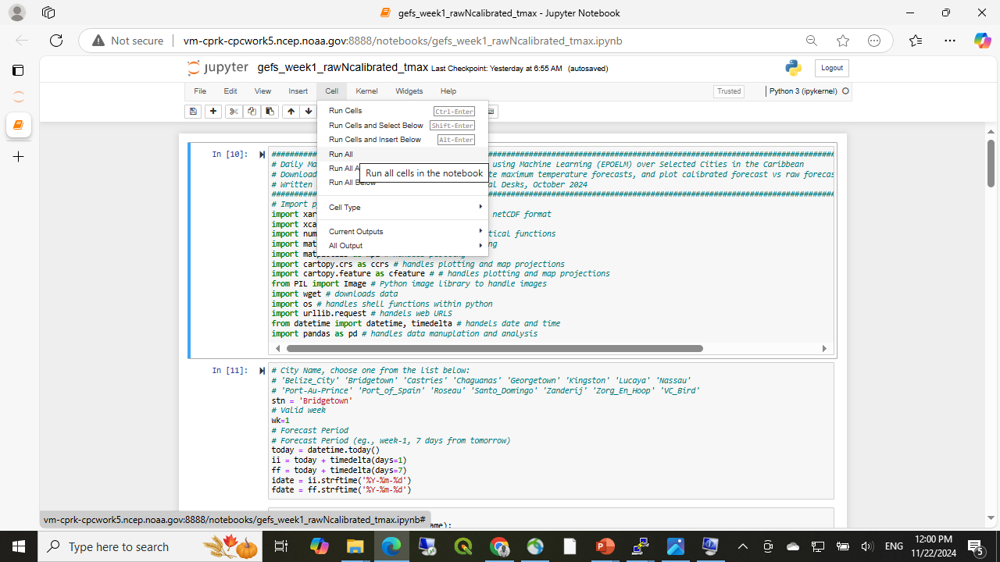 gefs_week1_rawNcalibrated_tmax - Jupyter Notebook
Not secure
vm-cprk-cpcwork5.ncep.noaa.gov:8888/notebooks/gefs_week1_rawNcalibrated_tmax.ipynb
jupyter gefs_week1_rawNcalibrated_tmax Last Checkpoint: Yesterday at 6:55 AM (autosaved)
Logout
File Edit View Insert Cell Kernel Widgets Help
Trusted
Python 3 (ipykernel)
Run Cells Ctrl-Enter
Run Cells and Select Below Shift-Enter
Run Cells and Insert Below Alt-Enter
Run All
Run All A
Run all cells in the notebook
Run All Below
Cell Type
Current Outputs
All Output
In [10]:
# Daily Ma using Machine Learning (EPOELM) over Selected Cities in the Caribbean
# Download te maximum temperature forecasts, and plot calibrated forecast vs raw forecas
# Written al Desks, October 2024
# Import p
import xar netCDF format
import xca
import num tical functions
import mat ng
import matplotlib as mpl # handles plotting
import cartopy.crs as ccrs # handles plotting and map projections
import cartopy.feature as cfeature # # handles plotting and map projections
from PIL import Image # Python image library to handle images
import wget # downloads data
import os # handles shell functions within python
import urllib.request # handels web URLS
from datetime import datetime, timedelta # handels date and time
import pandas as pd # handles data manuplation and analysis
In [11]:
# City Name, choose one from the list below:
# 'Belize_City' 'Bridgetown' 'Castries' 'Chaguanas' 'Georgetown' 'Kingston' 'Lucaya' 'Nassau'
# 'Port-Au-Prince' 'Port_of_Spain' 'Roseau' 'Santo_Domingo' 'Zanderij' 'Zorg_En_Hoop' 'VC_Bird'
stn = 'Bridgetown'
# Valid week
wk=1
# Forecast Period
# Forecast Period (eg., week-1, 7 days from tomorrow)
today = datetime.today()
ii = today + timedelta(days=1)
ff = today + timedelta(days=7)
idate = ii.strftime('%Y-%m-%d')
fdate = ff.strftime('%Y-%m-%d')
vm-cprk-cpcwork5.ncep.noaa.gov:8888/notebooks/gefs_week1_rawNcalibrated_tmax.ipynb#
ame):
Type here to search
ENG
12:00 PM
11/22/2024
5